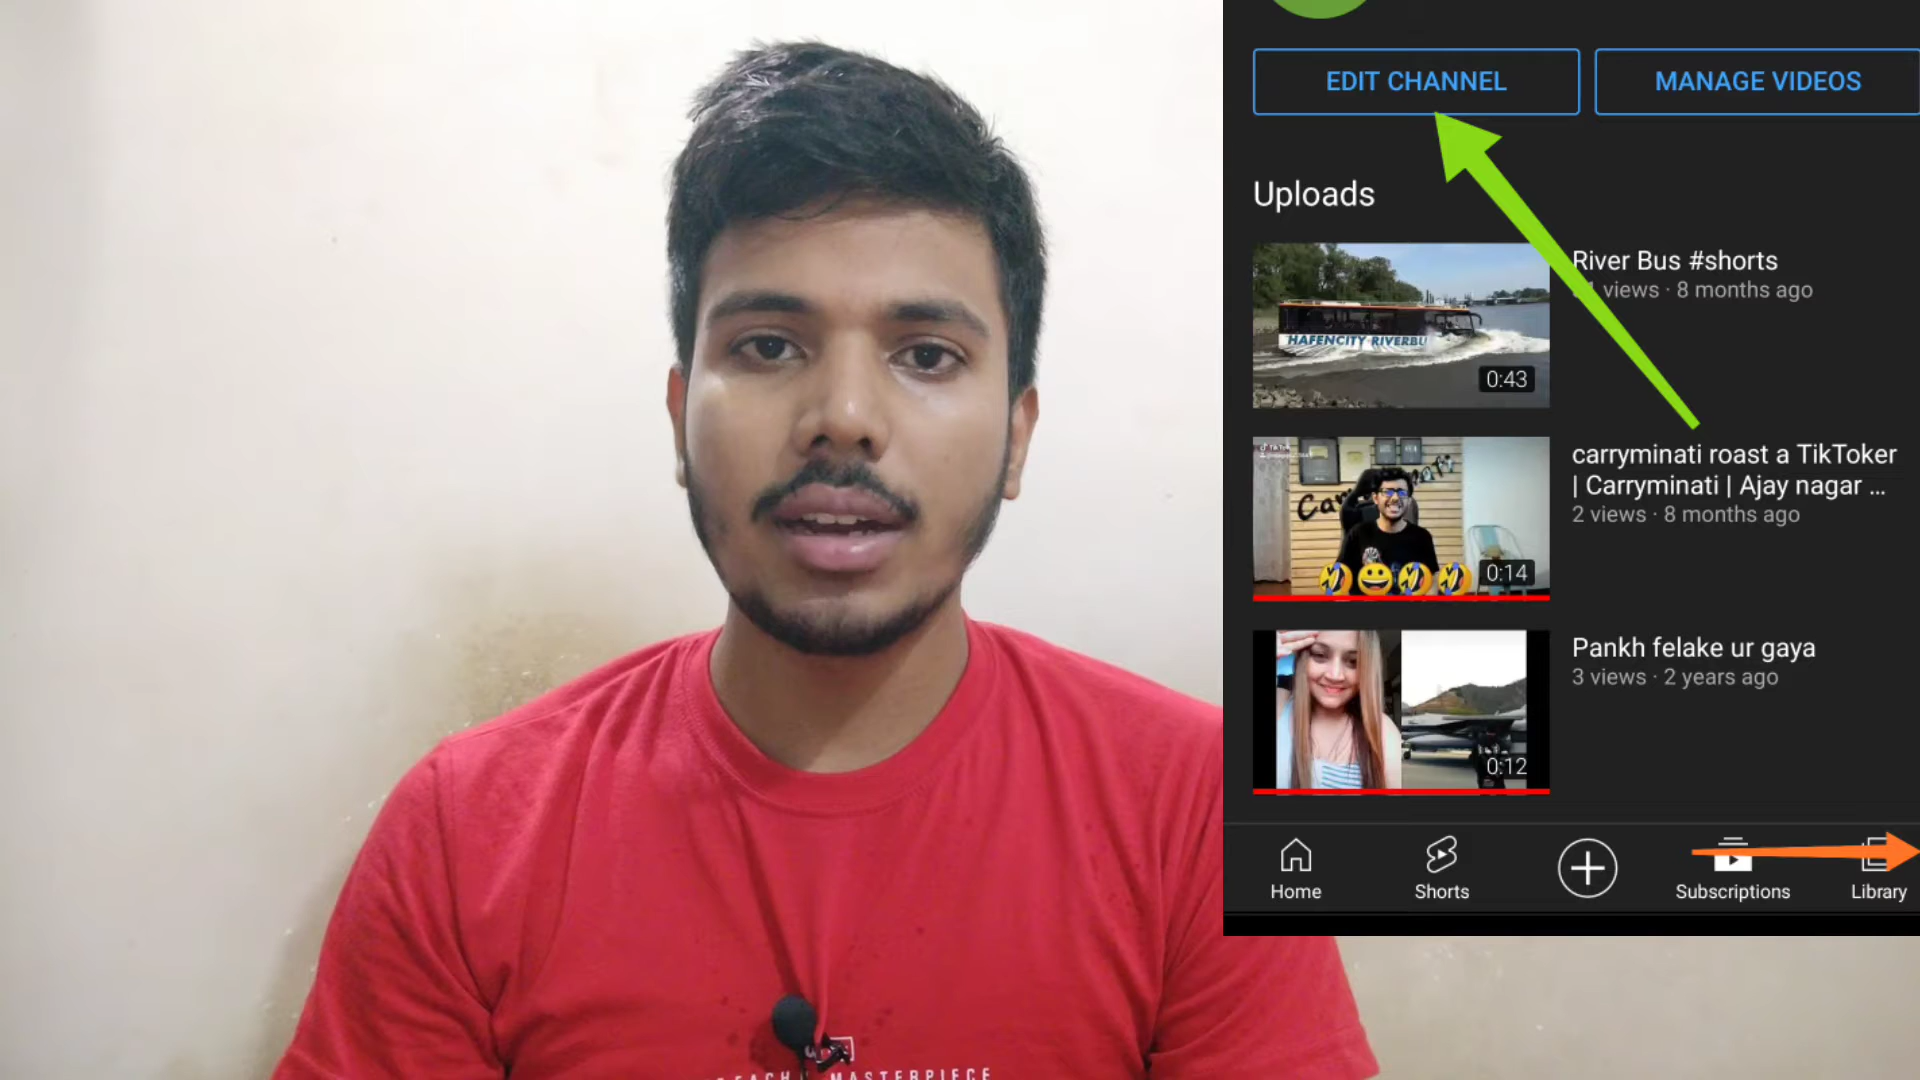 EDIT CHANNEL
MANAGE VIDEOS
Uploads
River Bus #shorts
views · 8 months ago
HAFENCITY RIVERBU
0:43
carryminati roast a TikToker
| Carryminati | Ajay nagar ...
2 views · 8 months ago
0:14
Pankh felake ur gaya
3 views · 2 years ago
0:12
Home
Shorts
Subscriptions
Library
MASTERPIECE